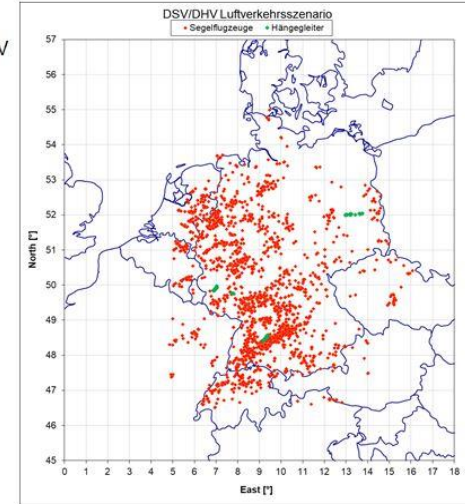 V
DSV/DHV Luftverkehrsszenario
Segelflugzeuge Hängegleiter
57
56
55
54
53
52
51
50
49
48
47
46
45
North [°]
0 1 2 3 4 5 6 7 8 9 10 11 12 13 14 15 16 17 18
East [°]